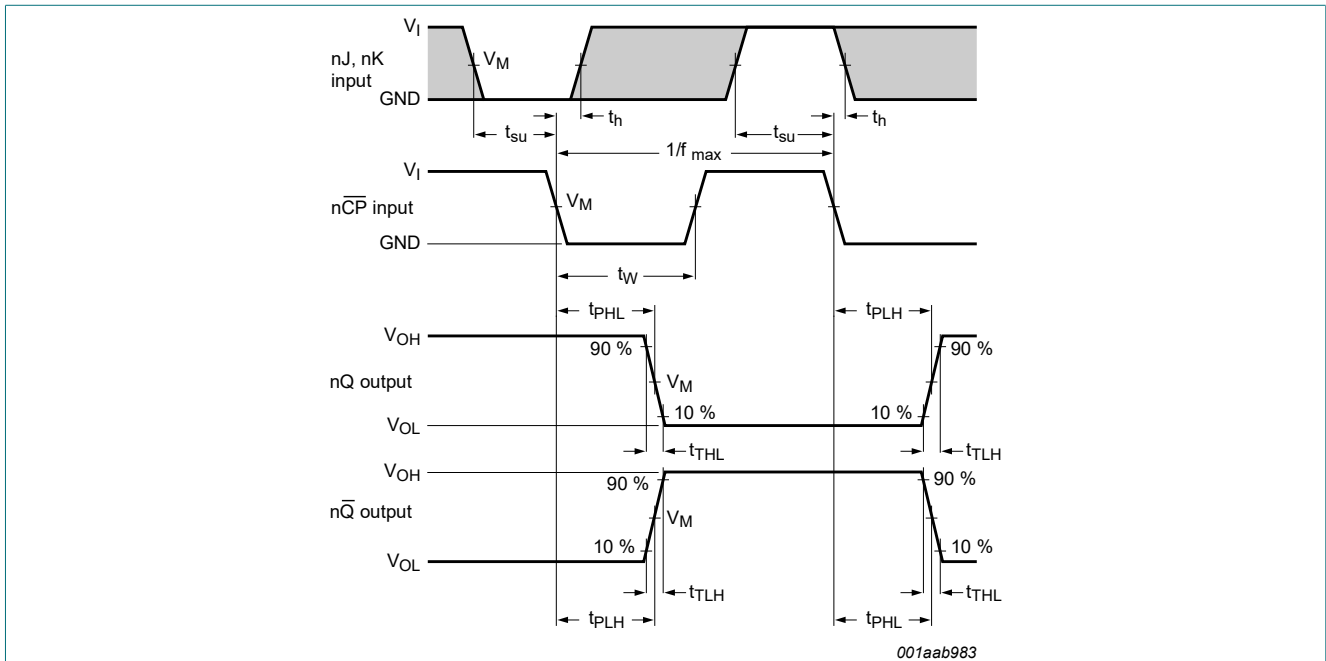 V_I
nJ, nK
input
V_M
GND
t_h
t_h
t_su
t_su
1/f max
V_I
nC̅P̅ input
V_M
GND
t_W
t_PHL
t_PLH
V_OH
90 %
90 %
nQ output
V_M
10 %
10 %
V_OL
t_THL
t_TLH
V_OH
90 %
90 %
nQ̅ output
V_M
10 %
10 %
V_OL
t_TLH
t_THL
t_PLH
t_PHL
001aab983